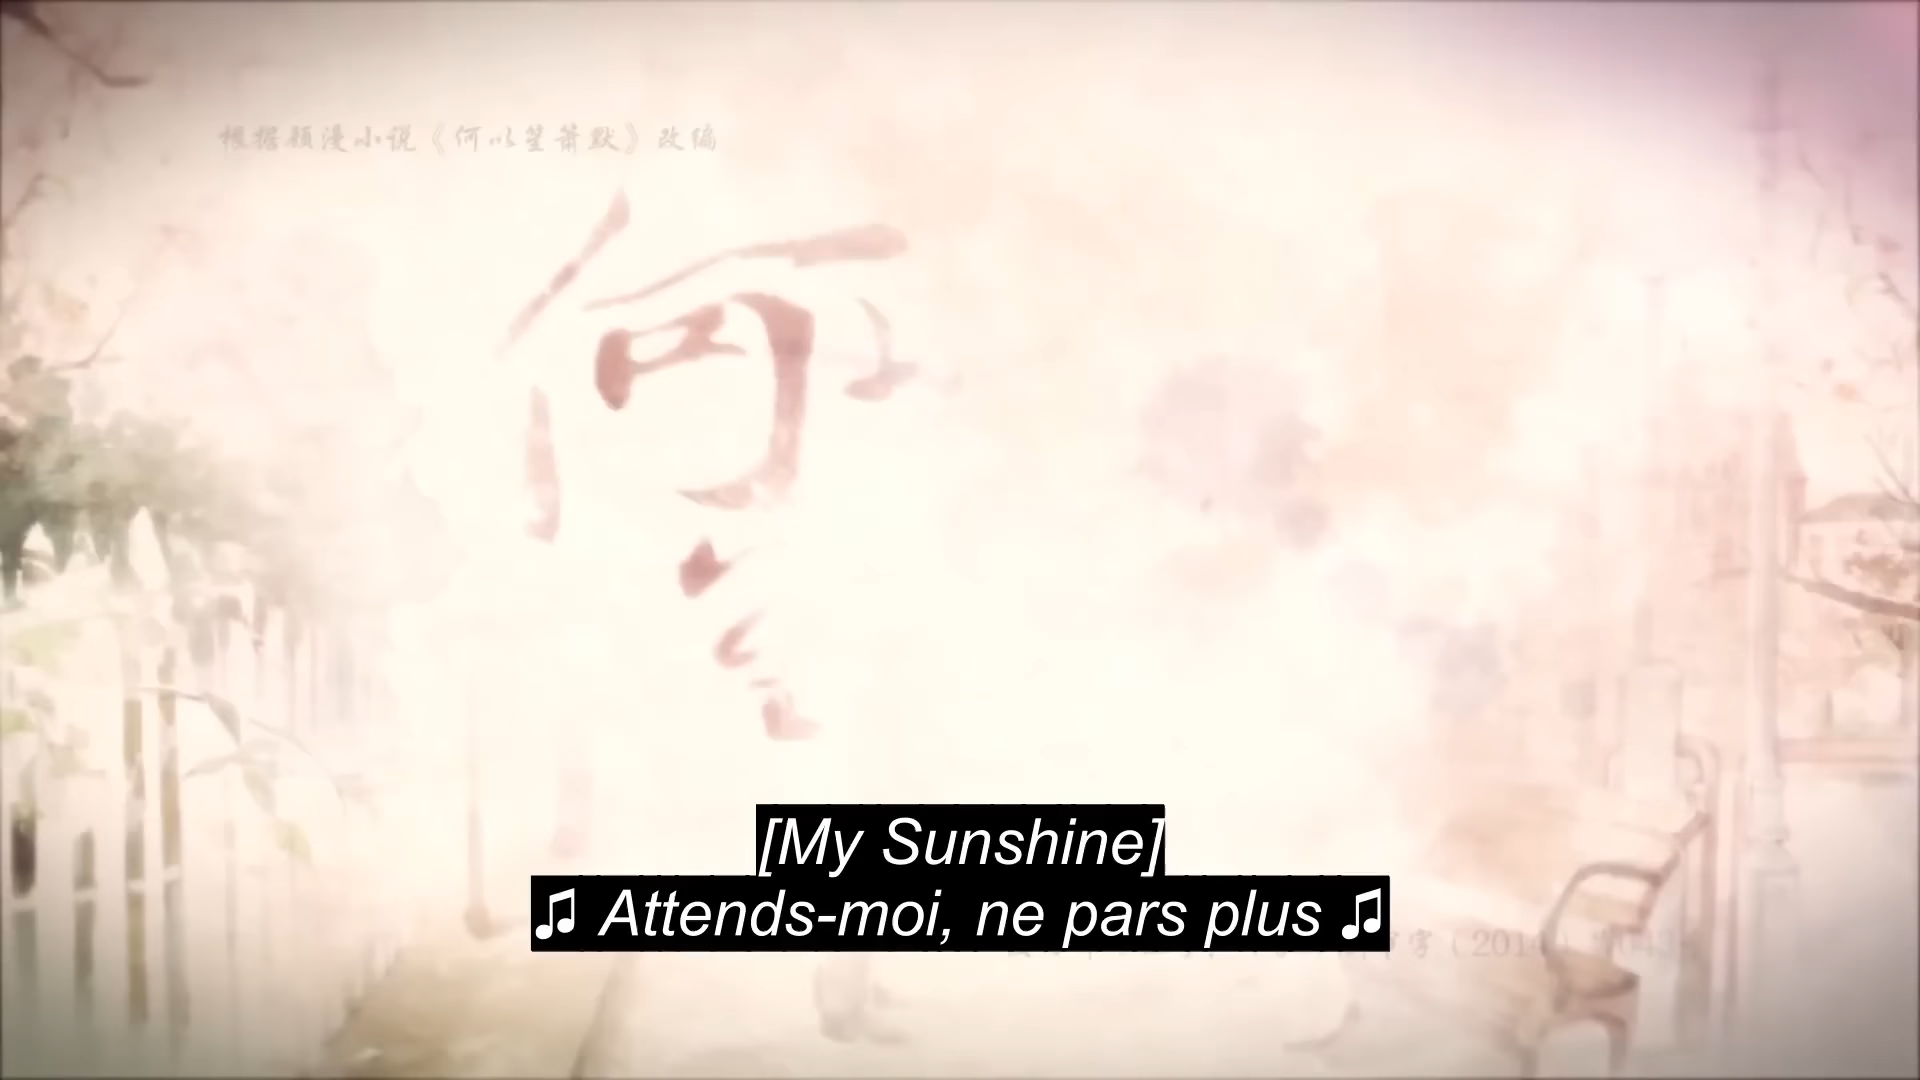 根据顾漫小说《何以笙箫默》改编
何
[My Sunshine]
♫ Attends-moi, ne pars plus ♫